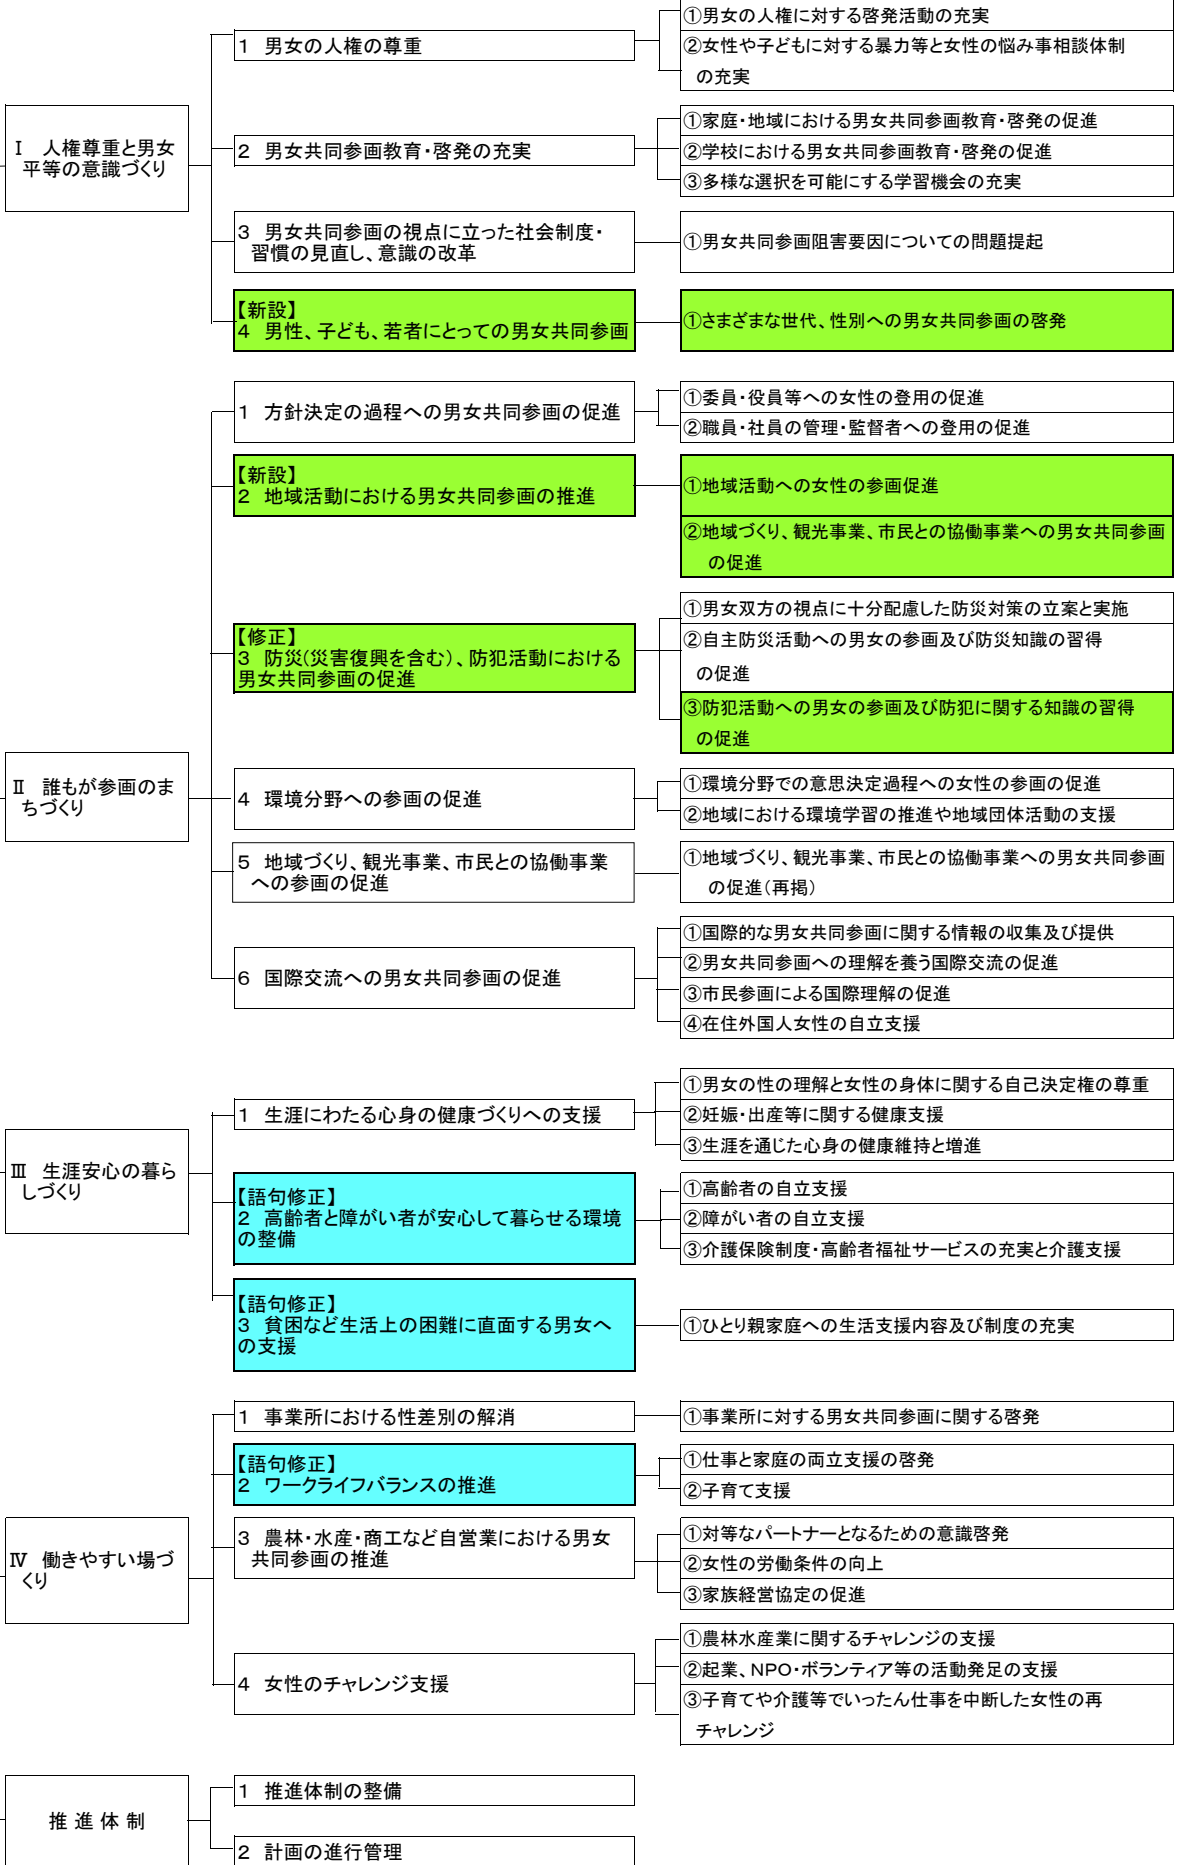 ①男女の人権に対する啓発活動の充実
1 男女の人権の尊重
②女性や子どもに対する暴力等と女性の悩み事相談体制
の充実
Ⅰ 人権尊重と男女
平等の意識づくり
①家庭・地域における男女共同参画教育・啓発の促進
2 男女共同参画教育・啓発の充実
②学校における男女共同参画教育・啓発の促進
③多様な選択を可能にする学習機会の充実
3 男女共同参画の視点に立った社会制度・
習慣の見直し、意識の改革
①男女共同参画阻害要因についての問題提起
【新設】
4 男性、子ども、若者にとっての男女共同参画
①さまざまな世代、性別への男女共同参画の啓発
Ⅱ 誰もが参画のま
ちづくり
1 方針決定の過程への男女共同参画の促進
①委員・役員等への女性の登用の促進
②職員・社員の管理・監督者への登用の促進
【新設】
2 地域活動における男女共同参画の推進
①地域活動への女性の参画促進
②地域づくり、観光事業、市民との協働事業への男女共同参画
の促進
【修正】
3 防災(災害復興を含む)、防犯活動における
男女共同参画の促進
①男女双方の視点に十分配慮した防災対策の立案と実施
②自主防災活動への男女の参画及び防災知識の習得
の促進
③防犯活動への男女の参画及び防犯に関する知識の習得
の促進
4 環境分野への参画の促進
①環境分野での意思決定過程への女性の参画の促進
②地域における環境学習の推進や地域団体活動の支援
5 地域づくり、観光事業、市民との協働事業
への参画の促進
①地域づくり、観光事業、市民との協働事業への男女共同参画
の促進(再掲)
6 国際交流への男女共同参画の促進
①国際的な男女共同参画に関する情報の収集及び提供
②男女共同参画への理解を養う国際交流の促進
③市民参画による国際理解の促進
④在住外国人女性の自立支援
Ⅲ 生涯安心の暮ら
しづくり
1 生涯にわたる心身の健康づくりへの支援
①男女の性の理解と女性の身体に関する自己決定権の尊重
②妊娠・出産等に関する健康支援
③生涯を通じた心身の健康維持と増進
【語句修正】
2 高齢者と障がい者が安心して暮らせる環境
の整備
①高齢者の自立支援
②障がい者の自立支援
③介護保険制度・高齢者福祉サービスの充実と介護支援
【語句修正】
3 貧困など生活上の困難に直面する男女へ
の支援
①ひとり親家庭への生活支援内容及び制度の充実
Ⅳ 働きやすい場づ
くり
1 事業所における性差別の解消
①事業所に対する男女共同参画に関する啓発
【語句修正】
2 ワークライフバランスの推進
①仕事と家庭の両立支援の啓発
②子育て支援
3 農林・水産・商工など自営業における男女
共同参画の推進
①対等なパートナーとなるための意識啓発
②女性の労働条件の向上
③家族経営協定の促進
4 女性のチャレンジ支援
①農林水産業に関するチャレンジの支援
②起業、NPO・ボランティア等の活動発足の支援
③子育てや介護等でいったん仕事を中断した女性の再
チャレンジ
推 進 体 制
1 推進体制の整備
2 計画の進行管理